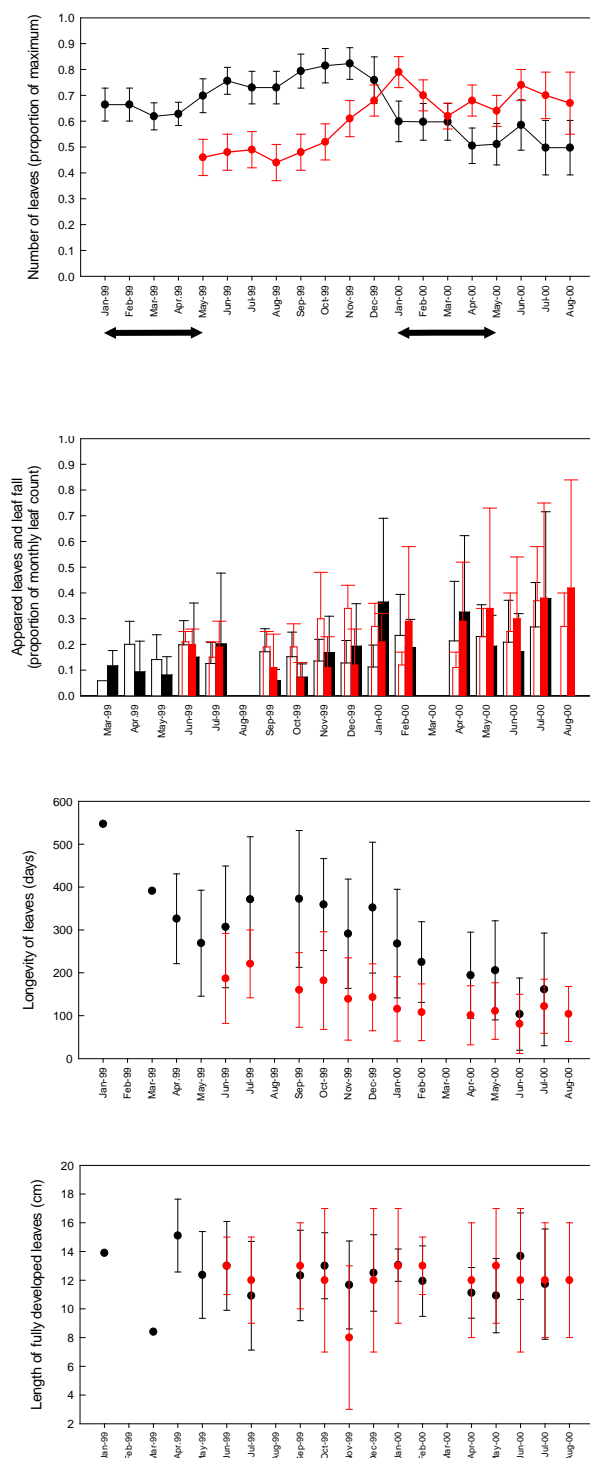 Number of leaves (proportion of maximum)
1.0
0.9
0.8
0.7
0.6
0.5
0.4
0.3
0.2
0.1
0.0
Jan-99
Feb-99
Mar-99
Apr.99
May-99
Jun-99
Jul-99
Aug-99
Sep-99
Oct-99
Nov-99
Dec-99
Jan-00
Feb-00
Mar-00
Apr-00
May-00
Jun-00
Jul-00
Aug-00
Appeared leaves and leaf fall
(proportion of monthly leaf count)
1.0
0.9
0.8
0.7
0.6
0.5
0.4
0.3
0.2
0.1
0.0
Mar-99
Apr.99
May-99
Jun-99
Jul-99
Aug-99
Sep-99
Oct-99
Nov-99
Dec-99
Jan-00
Feb-00
Mar-00
Apr-00
May-00
Jun-00
Jul-00
Aug-00
Longevity of leaves (days)
600
500
400
300
200
100
0
Jan-99
Feb-99
Mar-99
Apr.99
May-99
Jun-99
Jul-99
Aug-99
Sep-99
Oct-99
Nov-99
Dec-99
Jan-00
Feb-00
Mar-00
Apr-00
May-00
Jun-00
Jul-00
Aug-00
Length of fully developed leaves (cm)
20
18
16
14
12
10
8
6
4
2
Jan-99
Feb-99
Mar-99
Apr.99
May-99
Jun-99
Jul-99
Aug-99
Sep-99
Oct-99
Nov-99
Dec-99
Jan-00
Feb-00
Mar-00
Apr-00
May-00
Jun-00
Jul-00
Aug-00